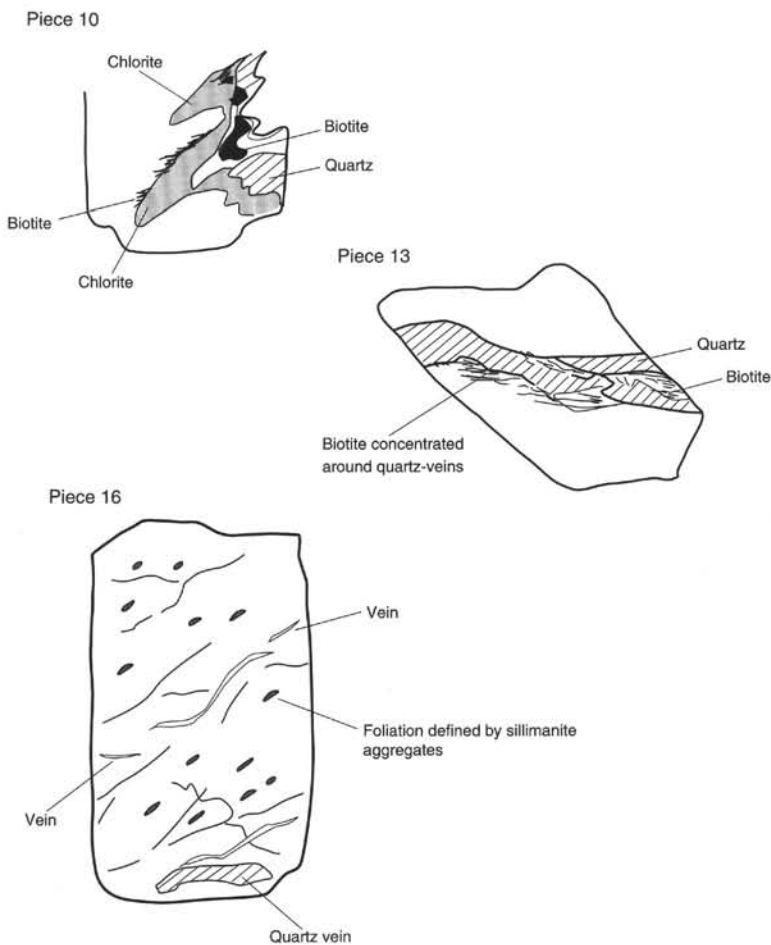 Piece 10
Chlorite
Biotite
Quartz
Biotite
Chlorite
Piece 13
Quartz
Biotite
Biotite concentrated
around quartz-veins
Piece 16
Vein
Foliation defined by sillimanite
aggregates
Vein
Quartz vein